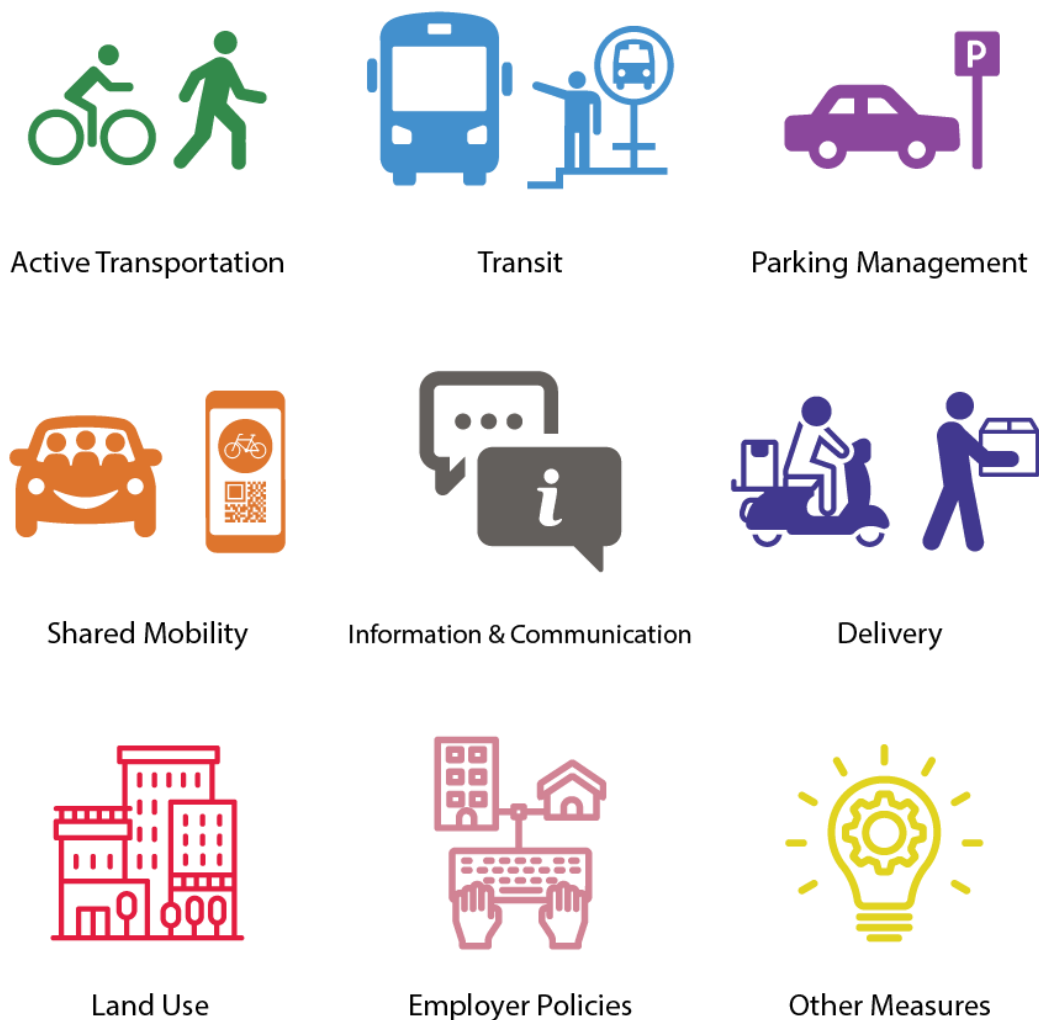 P
Active Transportation
Transit
Parking Management
i
Shared Mobility
Information & Communication
Delivery
Land Use
Employer Policies
Other Measures